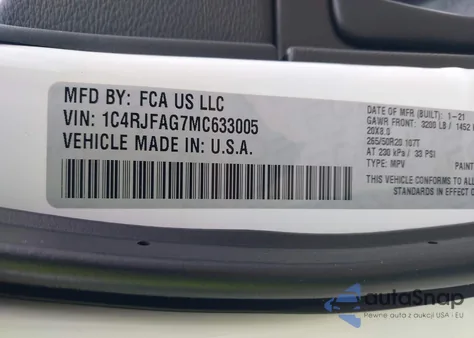 MFD BY: FCA US LLC
VIN: 1C4RJFAG7MC633005
VEHICLE MADE IN: U.S.A.
DATE OF MFR (BUILT): 1-21
GAWR FRONT: 3200 LB / 1452
20X8.0
265/50R20 107T
AT 230 kPa / 33 PSI
TYPE: MPV PAINT
THIS VEHICLE CONFORMS TO
STANDARDS IN EFFECT
autoSnap
Pewne auta z aukcji USA - EU